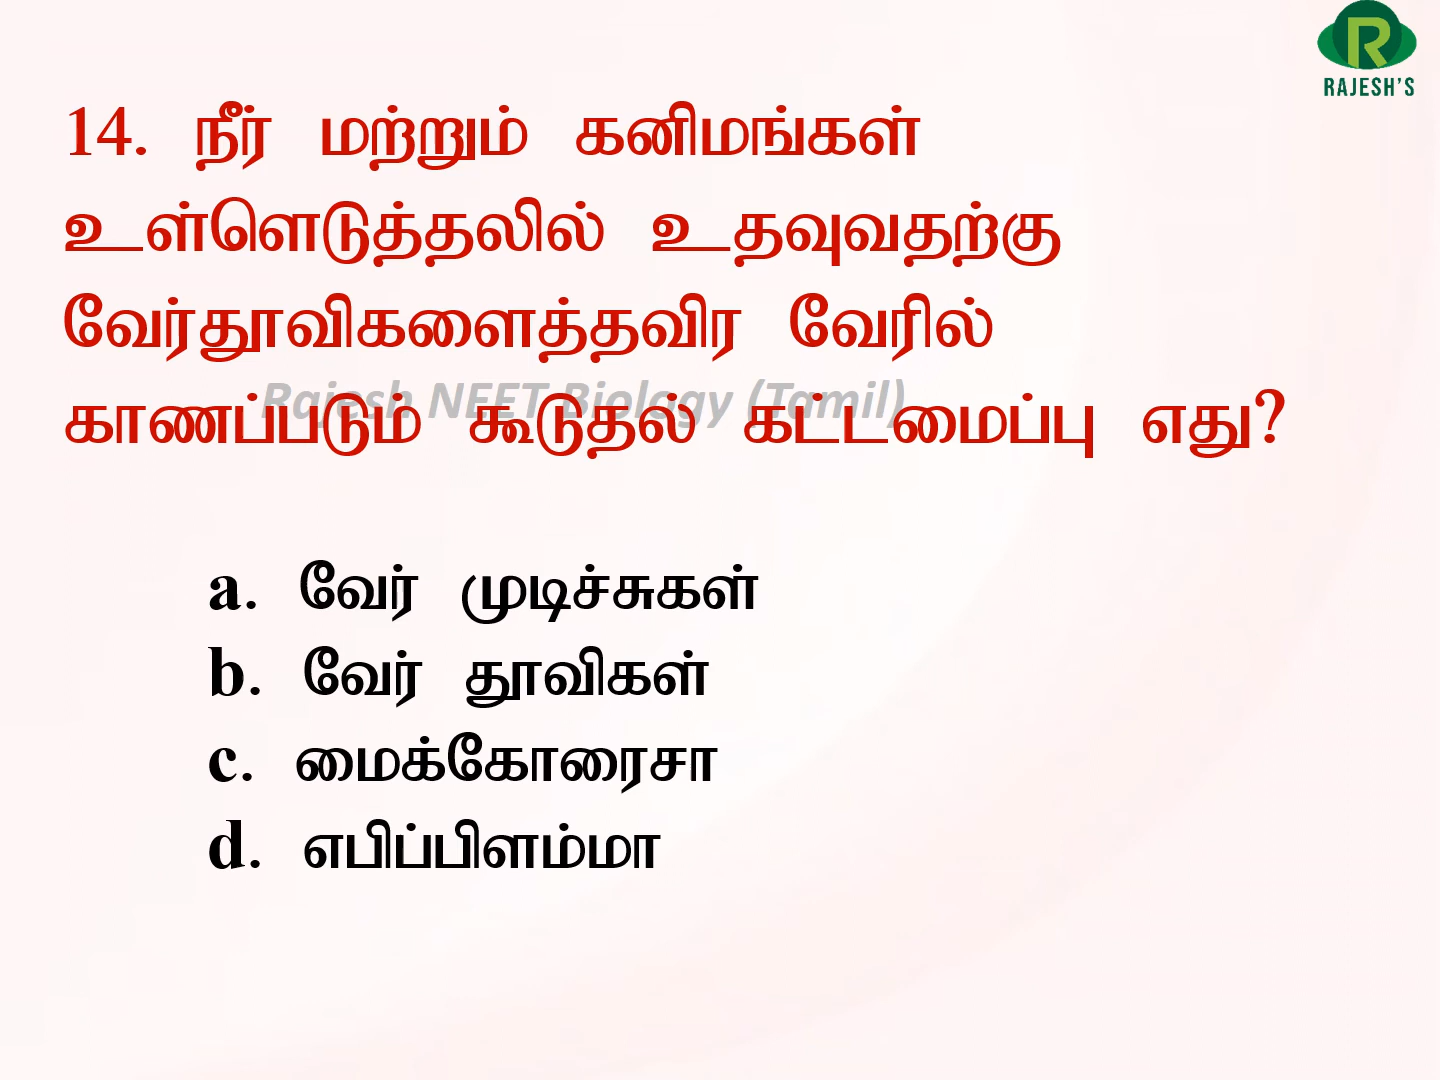 RAJESH'S
14. நீர் மற்றும் கனிமங்கள்
உள்ளெடுத்தலில் உதவுவதற்கு
வேர்தூவிகளைத்தவிர வேரில்
Rajesh NEET Biology (Tamil)
காணப்படும் கூடுதல் கட்டமைப்பு எது?
a. வேர் முடிச்சுகள்
b. வேர் தூவிகள்
c. மைக்கோரைசா
d. எபிப்பிளம்மா